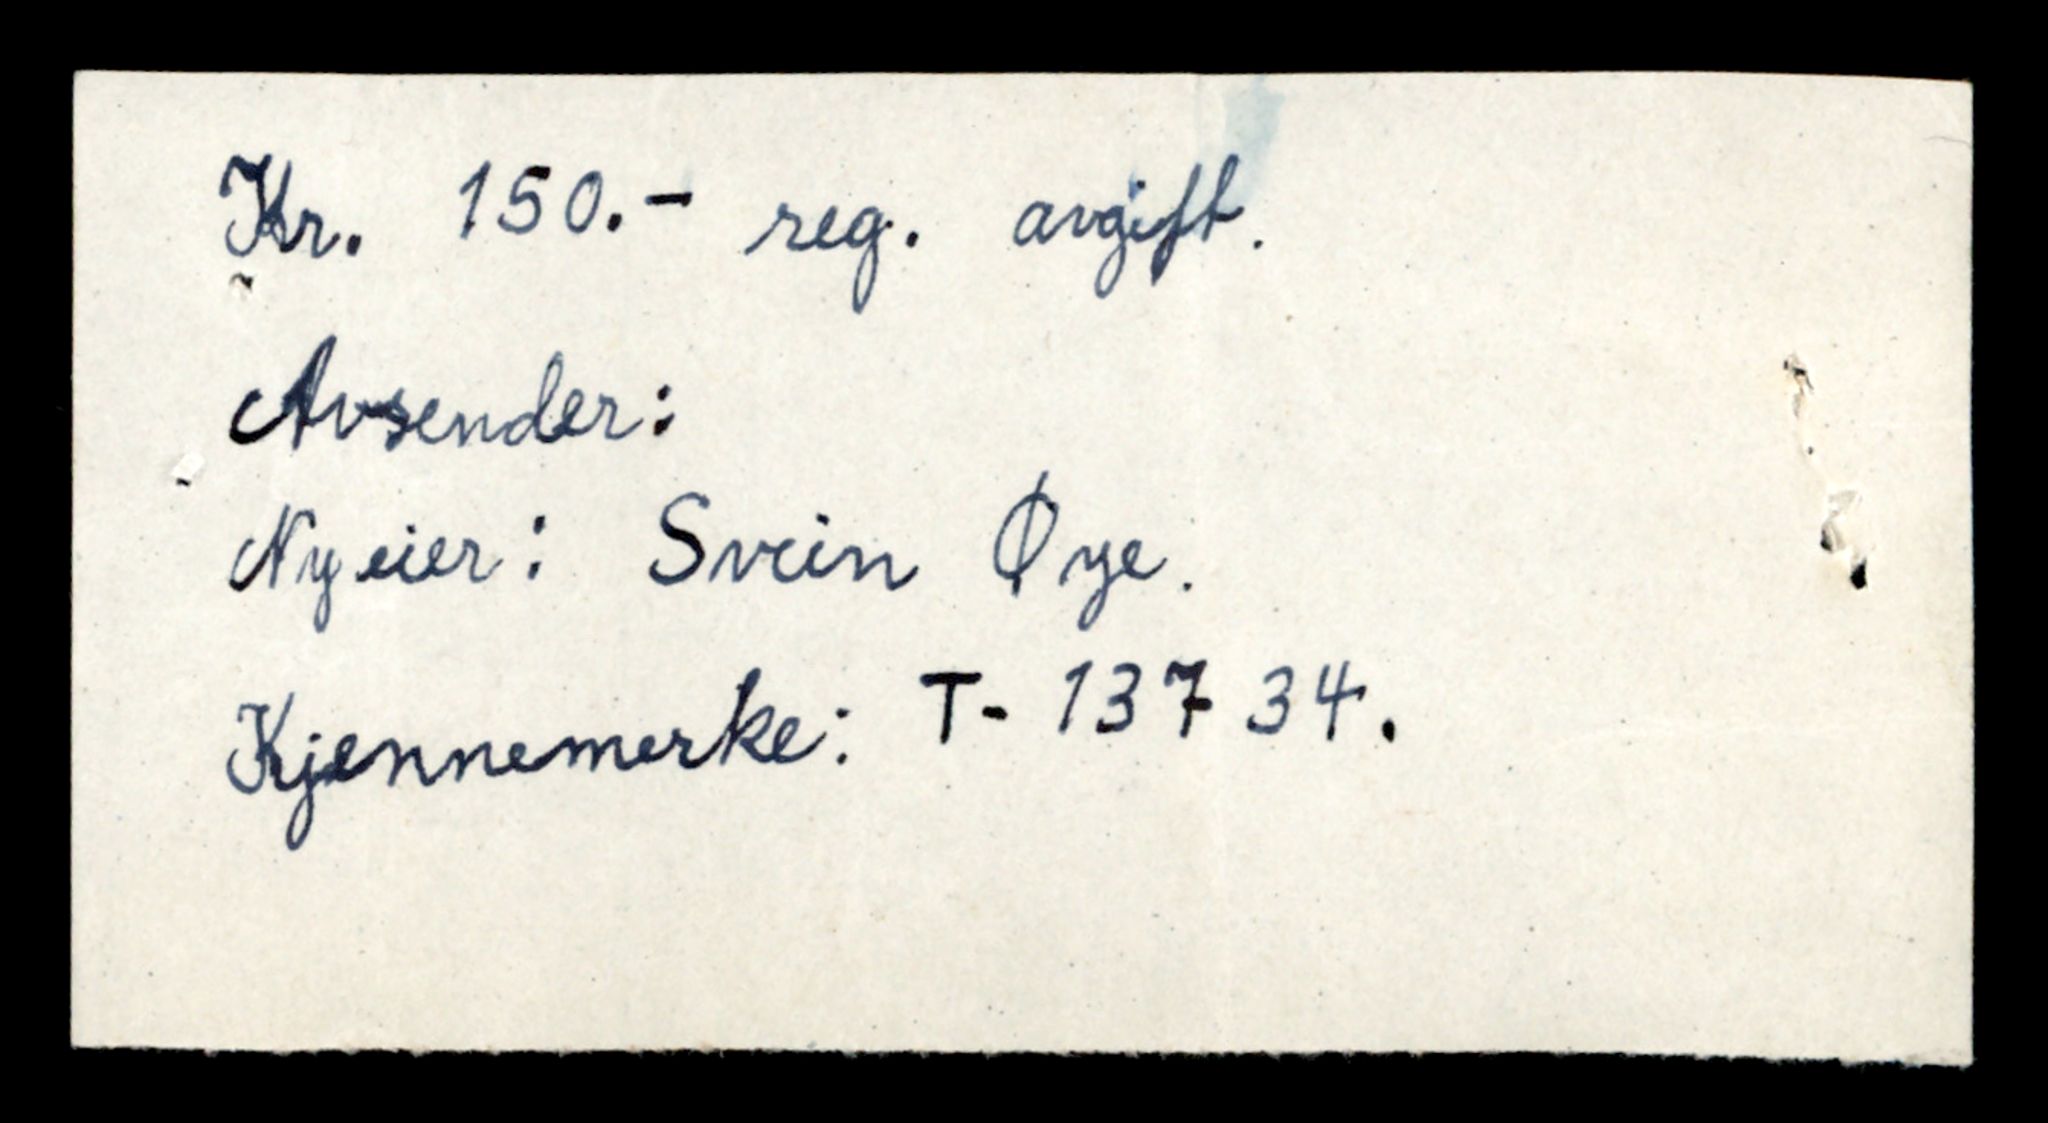 Kr. 150.- reg. avgift.
Avsender:
Ny eier: Svein Øye.
Kjennemerke: T- 13734.